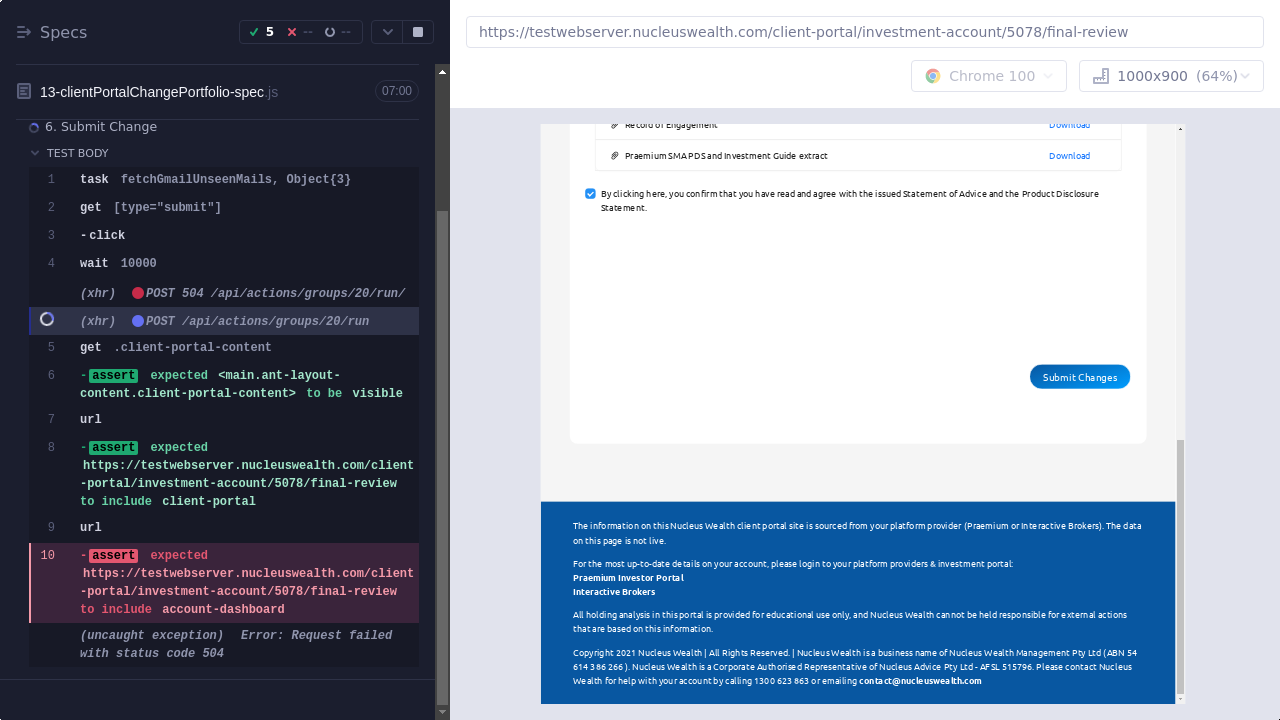 Specs
5
--
--
13-clientPortalChangePortfolio-spec.js
07:00
6. Submit Change
TEST BODY
1 task fetchGmailUnseenMails, Object{3}
2 get [type="submit"]
3 -click
4 wait 10000
(xhr) POST 504 /api/actions/groups/20/run/
(xhr) POST /api/actions/groups/20/run
5 get .client-portal-content
6 -assert expected <main.ant-layout-
content.client-portal-content> to be visible
7 url
8 -assert expected
https://testwebserver.nucleuswealth.com/client
-portal/investment-account/5078/final-review
to include client-portal
9 url
10 -assert expected
https://testwebserver.nucleuswealth.com/client
-portal/investment-account/5078/final-review
to include account-dashboard
(uncaught exception) Error: Request failed
with status code 504
https://testwebserver.nucleuswealth.com/client-portal/investment-account/5078/final-review
Chrome 100
1000x900 (64%)
Record of Engagement Download
Praemium SMA PDS and Investment Guide extract Download
By clicking here, you confirm that you have read and agree with the issued Statement of Advice and the Product Disclosure
Statement.
Submit Changes
The information on this Nucleus Wealth client portal site is sourced from your platform provider (Praemium or Interactive Brokers). The data
on this page is not live.
For the most up-to-date details on your account, please login to your platform providers & investment portal:
Praemium Investor Portal
Interactive Brokers
All holding analysis in this portal is provided for educational use only, and Nucleus Wealth cannot be held responsible for external actions
that are based on this information.
Copyright 2021 Nucleus Wealth | All Rights Reserved. | Nucleus Wealth is a business name of Nucleus Wealth Management Pty Ltd (ABN 54
614 386 266 ). Nucleus Wealth is a Corporate Authorised Representative of Nucleus Advice Pty Ltd - AFSL 515796. Please contact Nucleus
Wealth for help with your account by calling 1300 623 863 or emailing contact@nucleuswealth.com